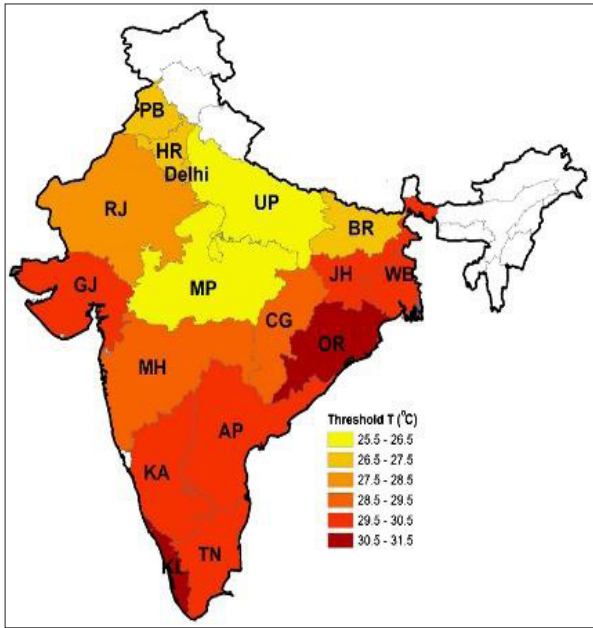 PB
HR
Delhi
RJ
UP
BR
GJ
MP
JH
WB
CG
OR
MH
AP
KA
TN
KL
Threshold T (°C)
25.5 - 26.5
26.5 - 27.5
27.5 - 28.5
28.5 - 29.5
29.5 - 30.5
30.5 - 31.5